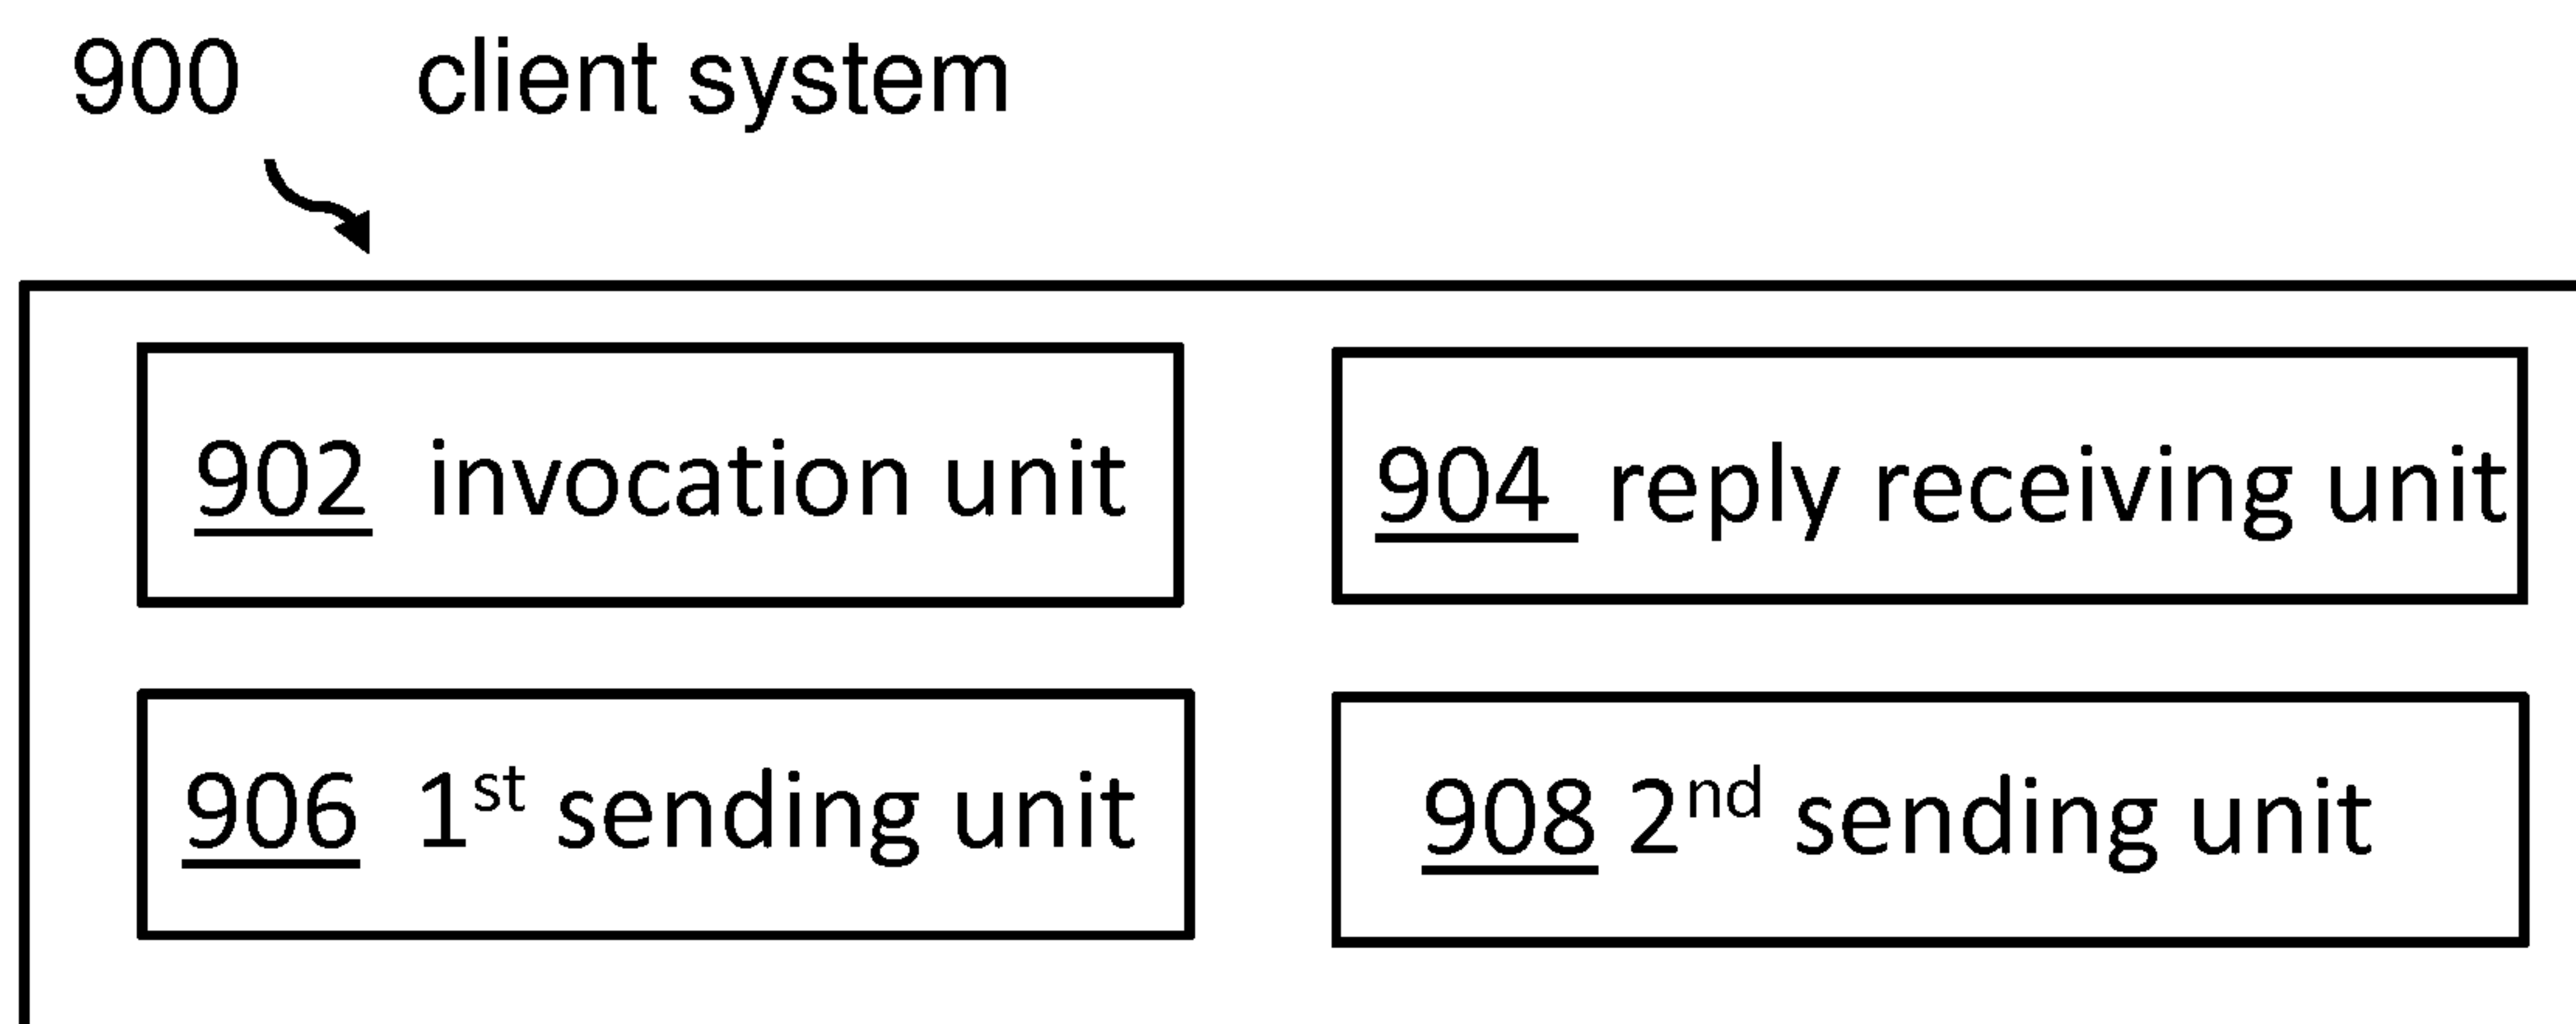 900 client system
902 invocation unit
904 reply receiving unit
906 1st sending unit
908 2nd sending unit